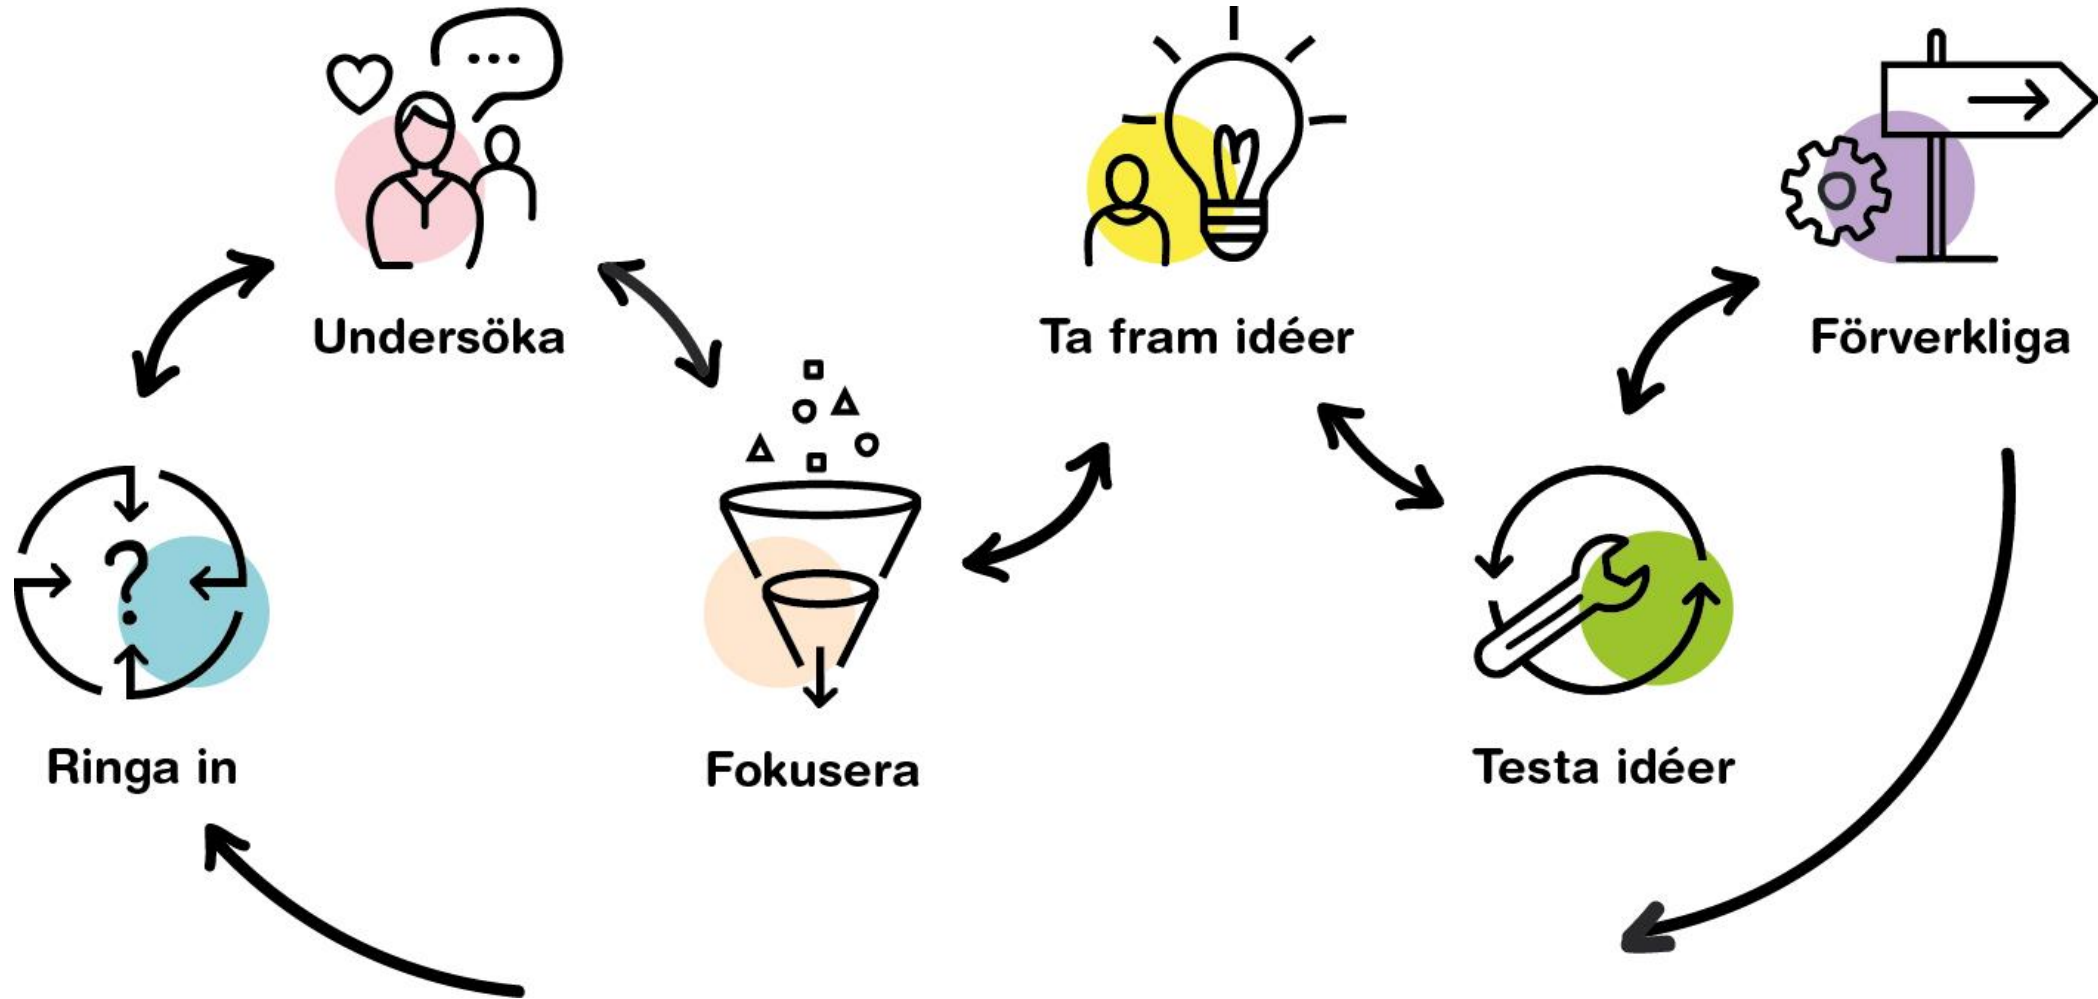 Undersöka
Ta fram idéer
Förverkliga
Ringa in
Fokusera
Testa idéer